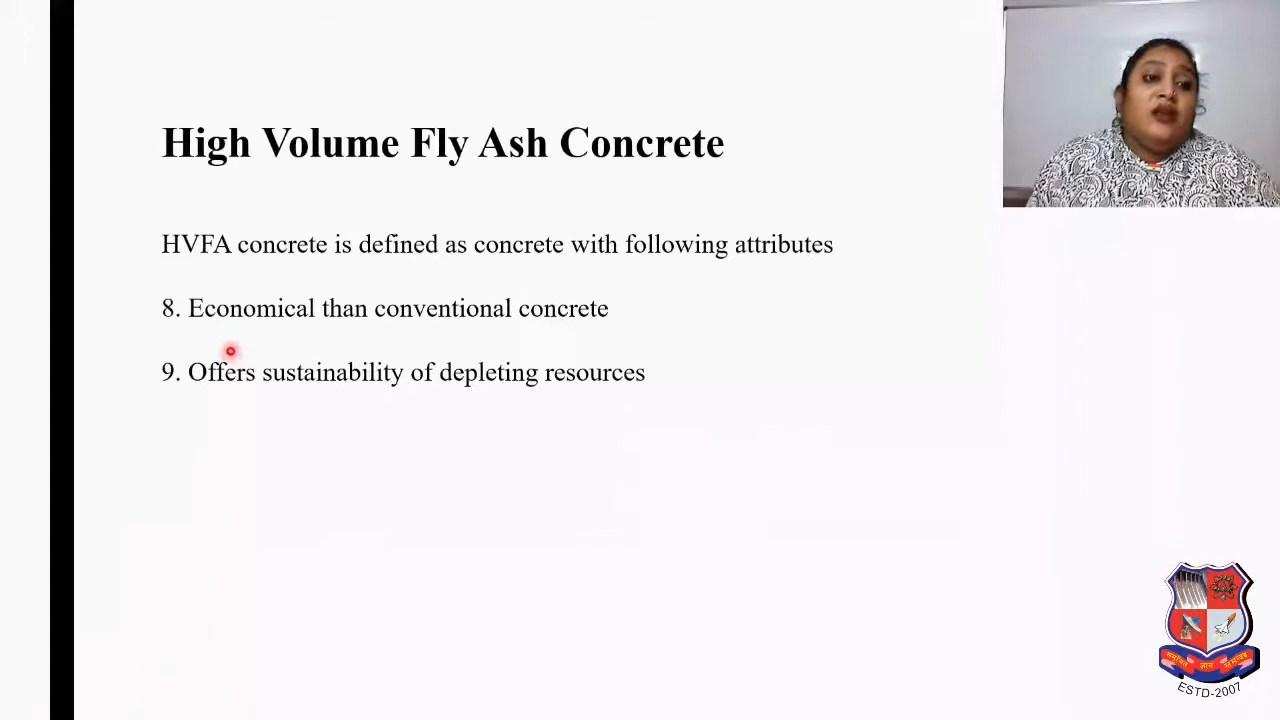 High Volume Fly Ash Concrete
HVFA concrete is defined as concrete with following attributes
8. Economical than conventional concrete
9. Offers sustainability of depleting resources
ज्ञान
ESTD-2007